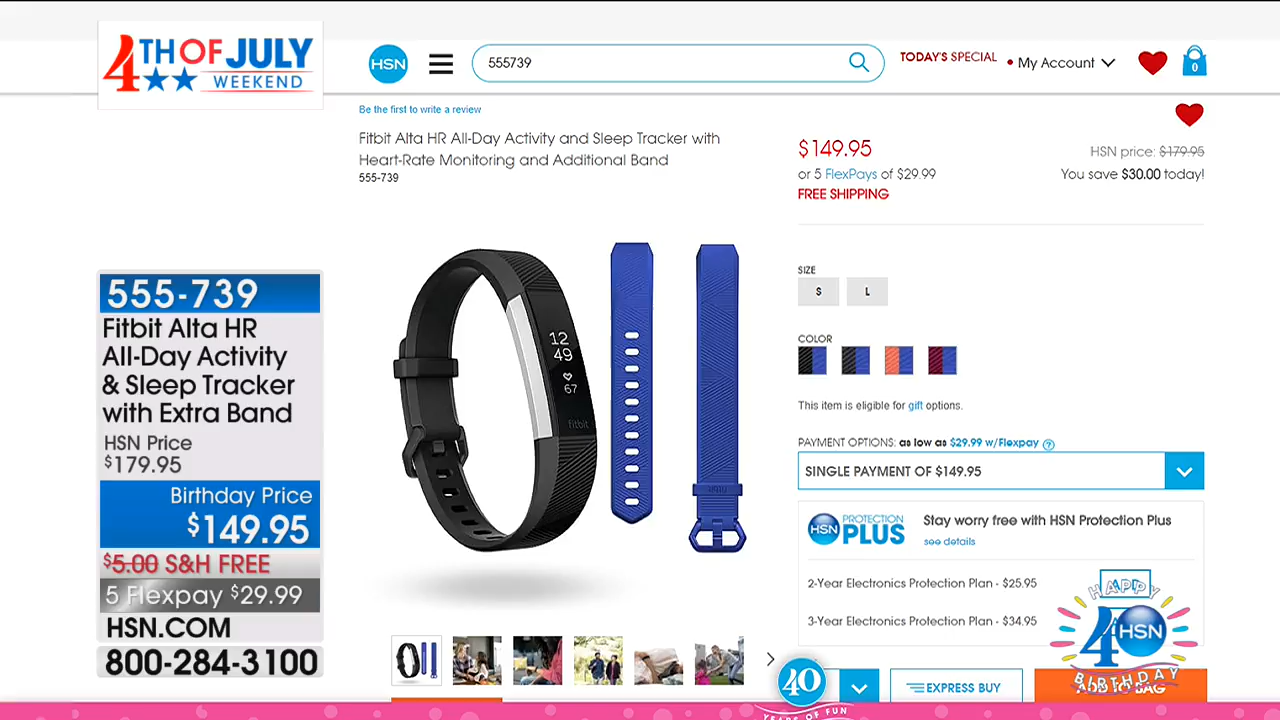 4TH OF JULY
WEEKEND
HSN
555739
TODAY'S SPECIAL
My Account
0
Be the first to write a review
Fitbit Alta HR All-Day Activity and Sleep Tracker with
Heart-Rate Monitoring and Additional Band
555-739
$149.95
HSN price: $179.95
or 5 FlexPays of $29.99
You save $30.00 today!
FREE SHIPPING
SIZE
S
L
COLOR
This item is eligible for gift options.
PAYMENT OPTIONS: as low as $29.99 w/Flexpay ?
SINGLE PAYMENT OF $149.95
HSN PROTECTION PLUS
Stay worry free with HSN Protection Plus
see details
2-Year Electronics Protection Plan - $25.95
3-Year Electronics Protection Plan - $34.95
EXPRESS BUY
ADD TO BAG
12
49
67
fitbit
555-739
Fitbit Alta HR
All-Day Activity
& Sleep Tracker
with Extra Band
HSN Price
$179.95
Birthday Price
$149.95
$5.00 S&H FREE
5 Flexpay $29.99
HSN.COM
800-284-3100
40
YEARS OF FUN
HAPPY
40 HSN
BIRTHDAY